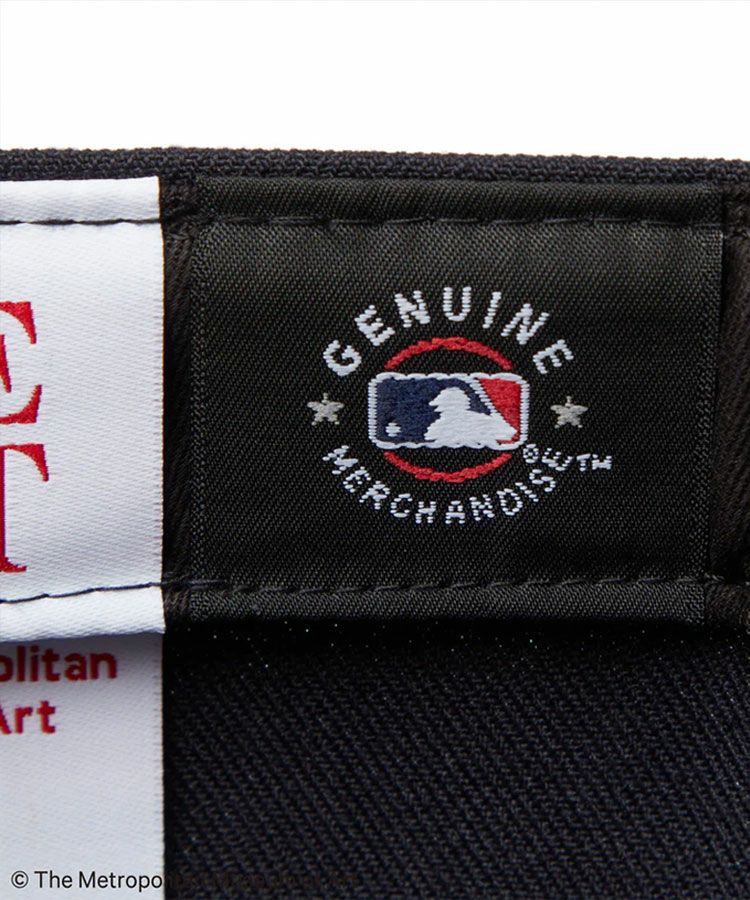 GENUINE
MERCHANDISE
®
TM
E
T
olitan
Art
© The Metropo